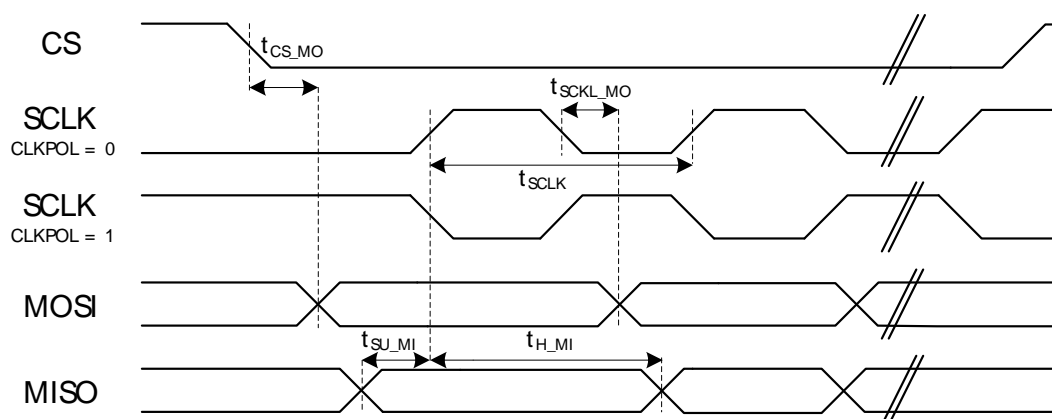 CS
tCS_MO
SCLK
CLKPOL = 0
tSCKL_MO
tSCLK
SCLK
CLKPOL = 1
MOSI
tSU_MI
tH_MI
MISO